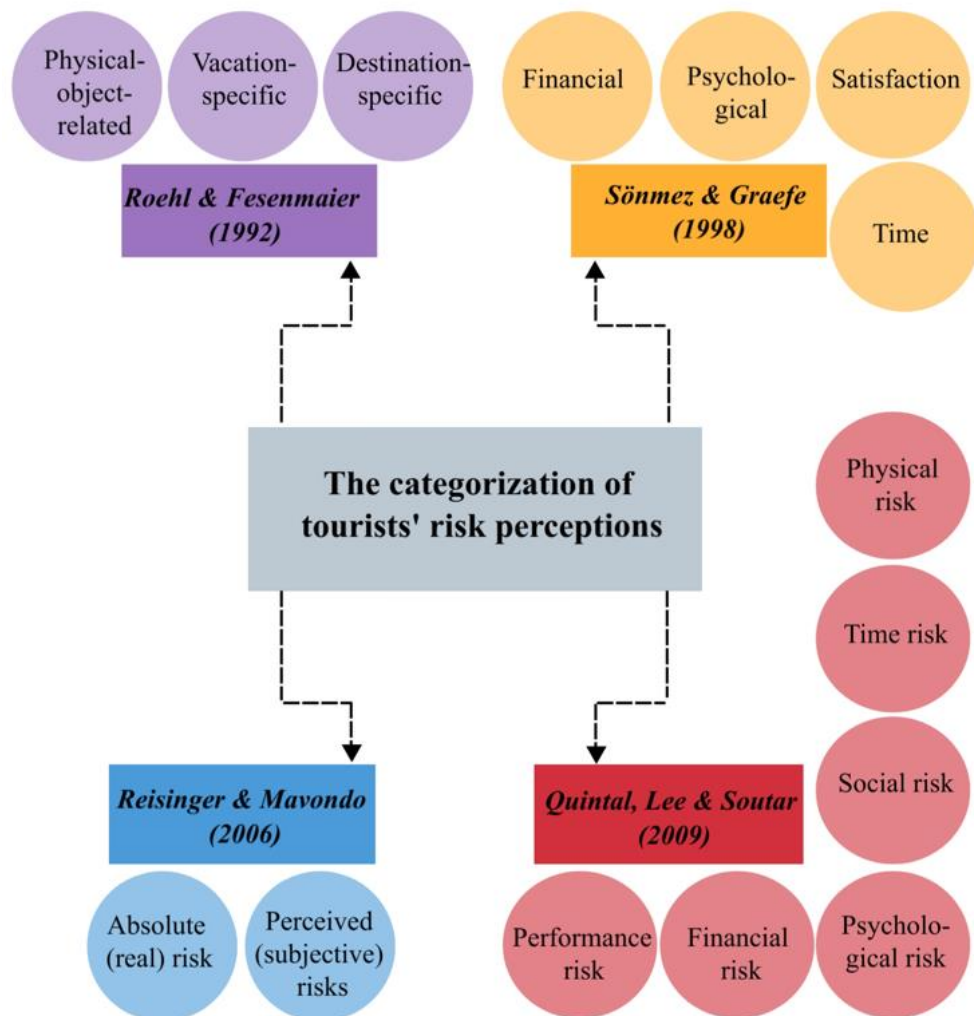 Physical-
object-
related
Vacation-
specific
Destination-
specific
Financial
Psycholo-
gical
Satisfaction
Roehl & Fesenmaier
(1992)
Sönmez & Graefe
(1998)
Time
The categorization of
tourists' risk perceptions
Physical
risk
Time risk
Social risk
Reisinger & Mavondo
(2006)
Quintal, Lee & Soutar
(2009)
Absolute
(real) risk
Perceived
(subjective)
risks
Performance
risk
Financial
risk
Psycholo-
gical risk